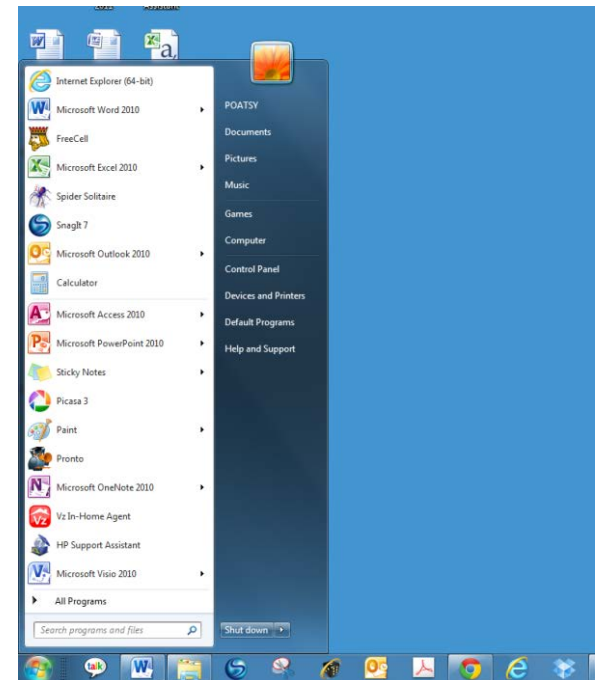 Internet Explorer (64-bit)
Microsoft Word 2010
FreeCell
Microsoft Excel 2010
Spider Solitaire
SnagIt 7
Microsoft Outlook 2010
Calculator
Microsoft Access 2010
Microsoft PowerPoint 2010
Sticky Notes
Picasa 3
Paint
Pronto
Microsoft OneNote 2010
Vz In-Home Agent
HP Support Assistant
Microsoft Visio 2010
All Programs
Search programs and files
POATSY
Documents
Pictures
Music
Games
Computer
Control Panel
Devices and Printers
Default Programs
Help and Support
Shut down
talk